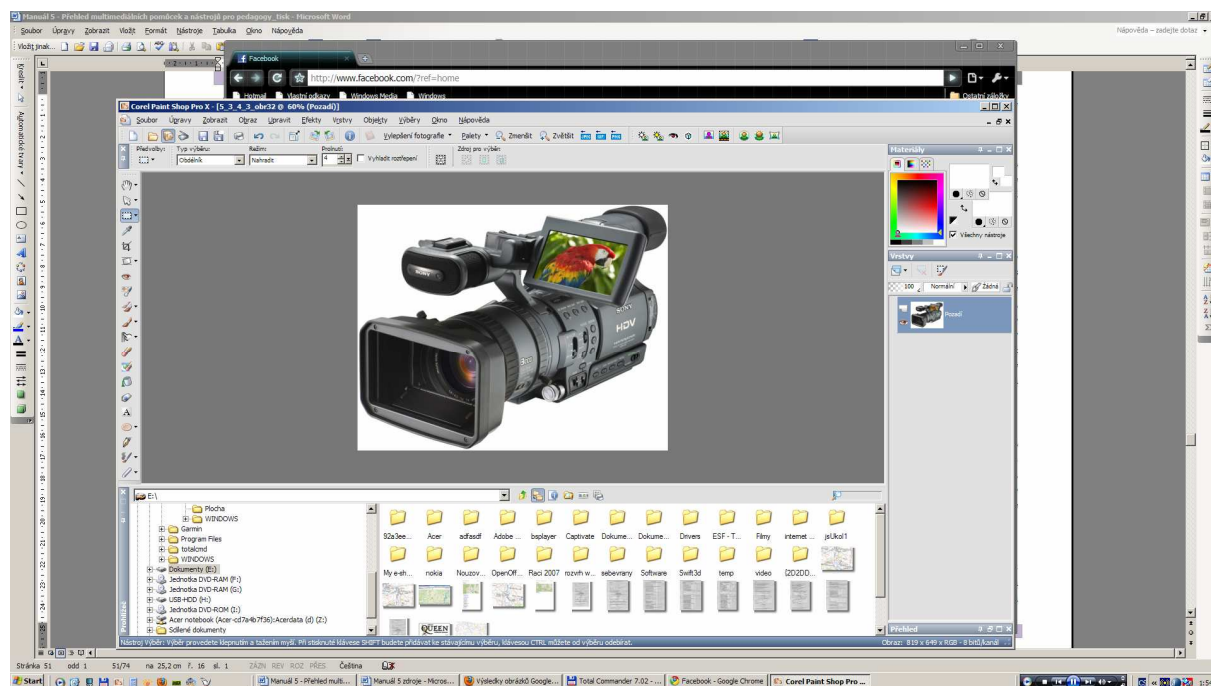 Manuál 5 - Přehled multimediálních pomůcek a nástrojů pro pedagogy_tisk - Microsoft Word
Soubor Úpravy Zobrazit Vložit Formát Nástroje Tabulka Okno Nápověda
Nápověda – zadejte dotaz
Vložit jinak...
Facebook
http://www.facebook.com/?ref=home
Hotmail Vlastní odkazy Windows Media Windows
Ostatní záložky
Corel Paint Shop Pro X - [5_3_4_3_obr32 @ 60% (Pozadí)]
Soubor Úpravy Zobrazit Obraz Upravit Efekty Vrstvy Objekty Výběry Okno Nápověda
Vylepšení fotografie Palety Zmenšit Zvětšit
Předvolby: Typ výběru: Režim: Prolnutí: Zdroj pro výběr:
Obdélník Nahradit 4 Vyhladit roztřepení
Materiály
Všechny nástroje
Vrstvy
100 Normální Žádná
Pozadí
Automatické tvary
SONY
SONY
HDV
E:\
Plocha
WINDOWS
Garmin
Program Files
totalcmd
WINDOWS
Dokumenty (E:)
Jednotka DVD-RAM (F:)
Jednotka DVD-RAM (G:)
USB-HDD (H:)
Jednotka DVD-ROM (I:)
Acer notebook (Acer-cd7a4b7f36):Acerdata (d) (Z:)
Sdílené dokumenty
92a3ee... Acer adfasdf Adobe ... bsplayer Captivate Dokume... Dokume... Drivers ESF - T... Filmy internet ... jsUkol1
My e-sh... nokia Nouzov... OpenOff... Raci 2007 rozvrh w... sebevrany Software Swift3d temp video {2D2DD...
QUEEN
Prohlížeč
Přehled
Nástroj Výběr: Výběr provedete klepnutím a tažením myší. Při stisknuté klávese SHIFT budete přidávat ke stávajícímu výběru, klávesou CTRL můžete od výběru odebírat.
Obraz: 819 x 649 x RGB - 8 bitů/kanál
Stránka 51 odd 1 51/74 na 25,2 cm ř. 16 sl. 1 ZÁZN REV ROZ PŘES Čeština
Start
Manuál 5 - Přehled multi...
Manuál 5 zdroje - Micros...
Výsledky obrázků Google...
Total Commander 7.02 - ...
Facebook - Google Chrome
Corel Paint Shop Pro ...